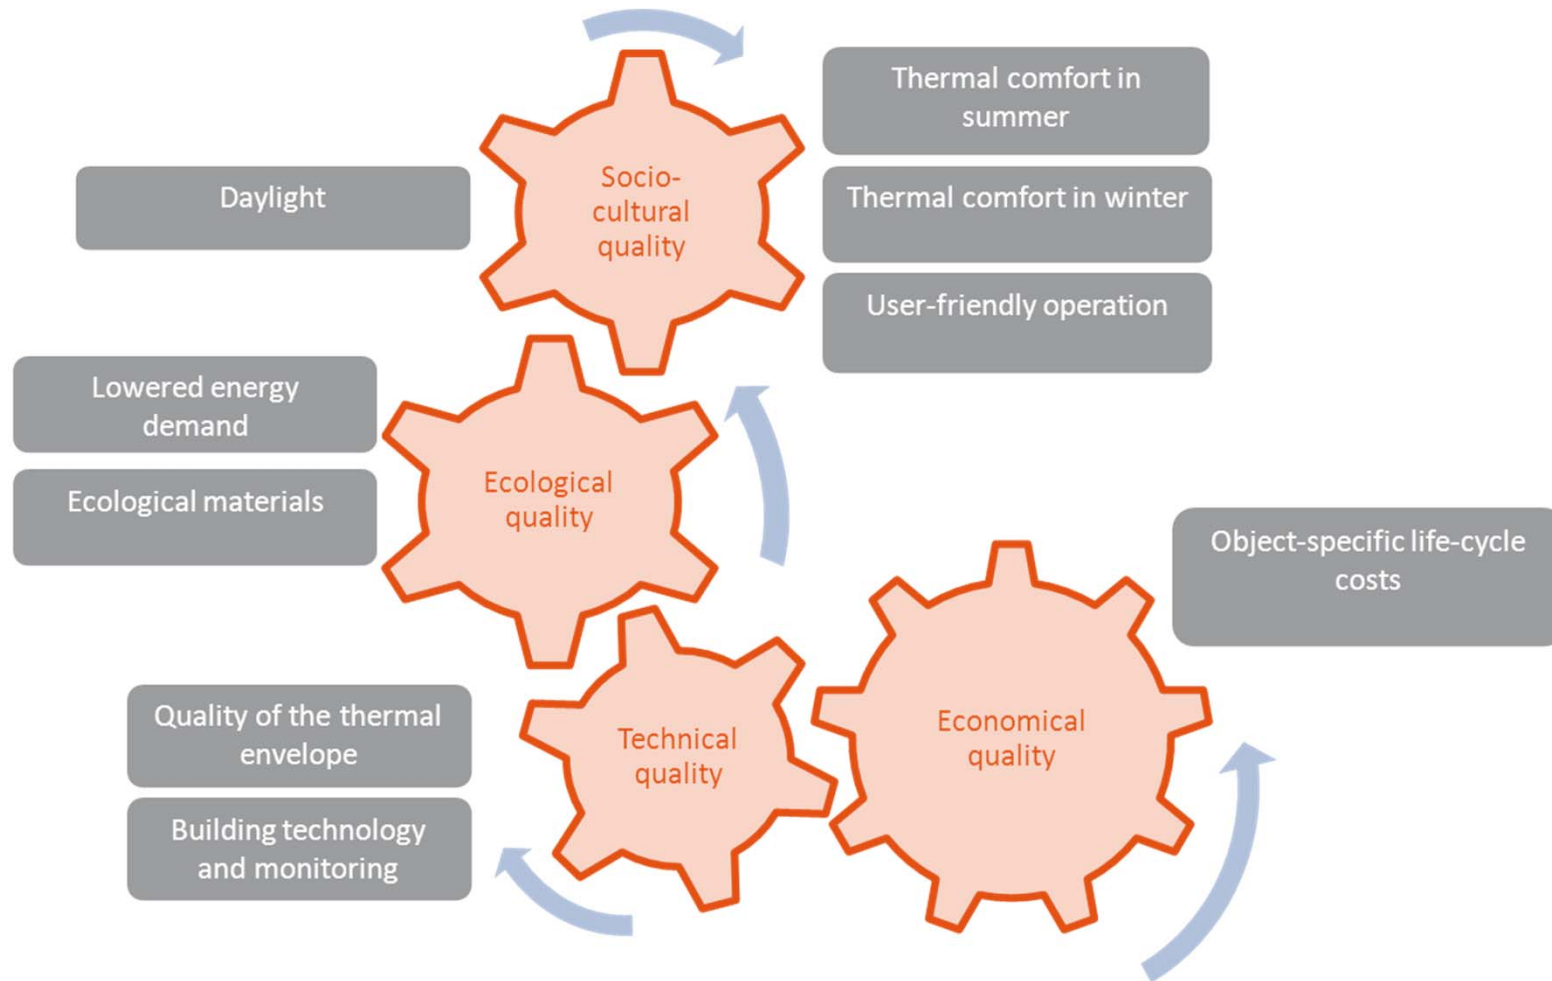 Thermal comfort in
summer
Daylight
Socio-
cultural
quality
Thermal comfort in winter
User-friendly operation
Lowered energy
demand
Ecological materials
Ecological
quality
Object-specific life-cycle
costs
Quality of the thermal
envelope
Building technology
and monitoring
Technical
quality
Economical
quality